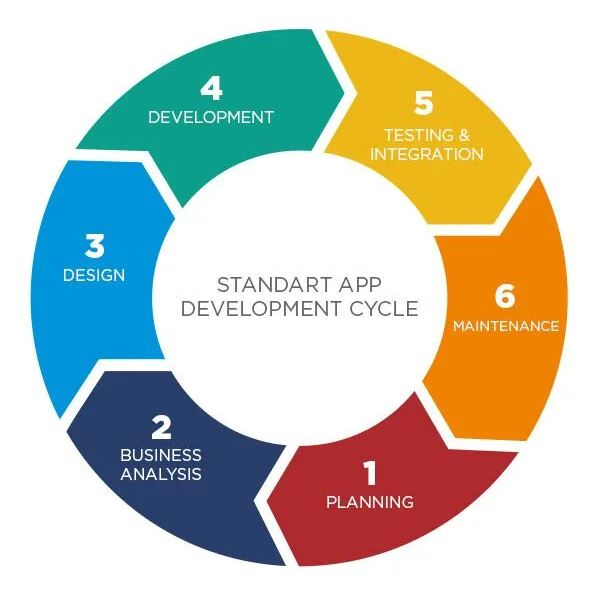 4
DEVELOPMENT
5
TESTING &
INTEGRATION
3
DESIGN
STANDART APP
DEVELOPMENT CYCLE
6
MAINTENANCE
2
BUSINESS
ANALYSIS
1
PLANNING